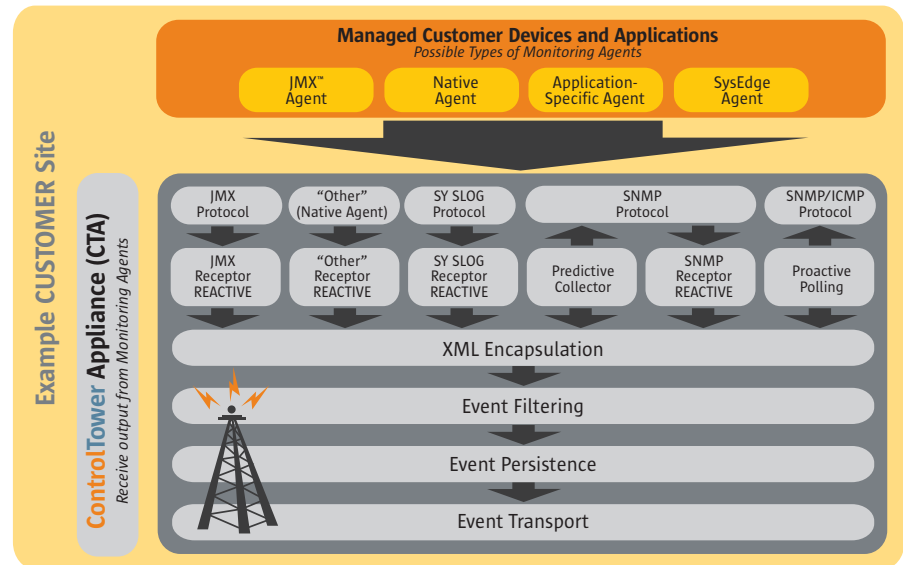 Managed Customer Devices and Applications
Possible Types of Monitoring Agents
JMX™
Agent
Native
Agent
Application-
Specific Agent
SysEdge
Agent
Example CUSTOMER Site
ControlTower Appliance (CTA)
Receive output from Monitoring Agents
JMX
Protocol
“Other”
(Native Agent)
SY SLOG
Protocol
SNMP
Protocol
SNMP/ICMP
Protocol
JMX
Receptor
REACTIVE
“Other”
Receptor
REACTIVE
SY SLOG
Receptor
REACTIVE
Predictive
Collector
SNMP
Receptor
REACTIVE
Proactive
Polling
XML Encapsulation
Event Filtering
Event Persistence
Event Transport